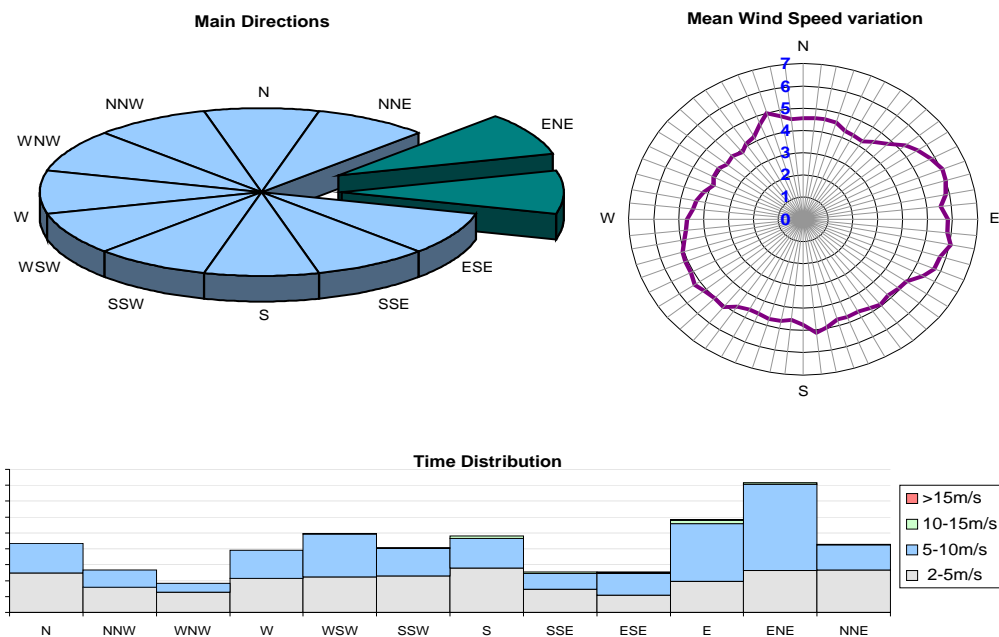 Main Directions
N
NNE
ENE
ESE
SSE
S
SSW
WSW
W
WNW
NNW
Mean Wind Speed variation
N
7
6
5
4
3
2
1
0
W
E
S
Time Distribution
>15m/s
10-15m/s
5-10m/s
2-5m/s
N NNW WNW W WSW SSW S SSE ESE E ENE NNE